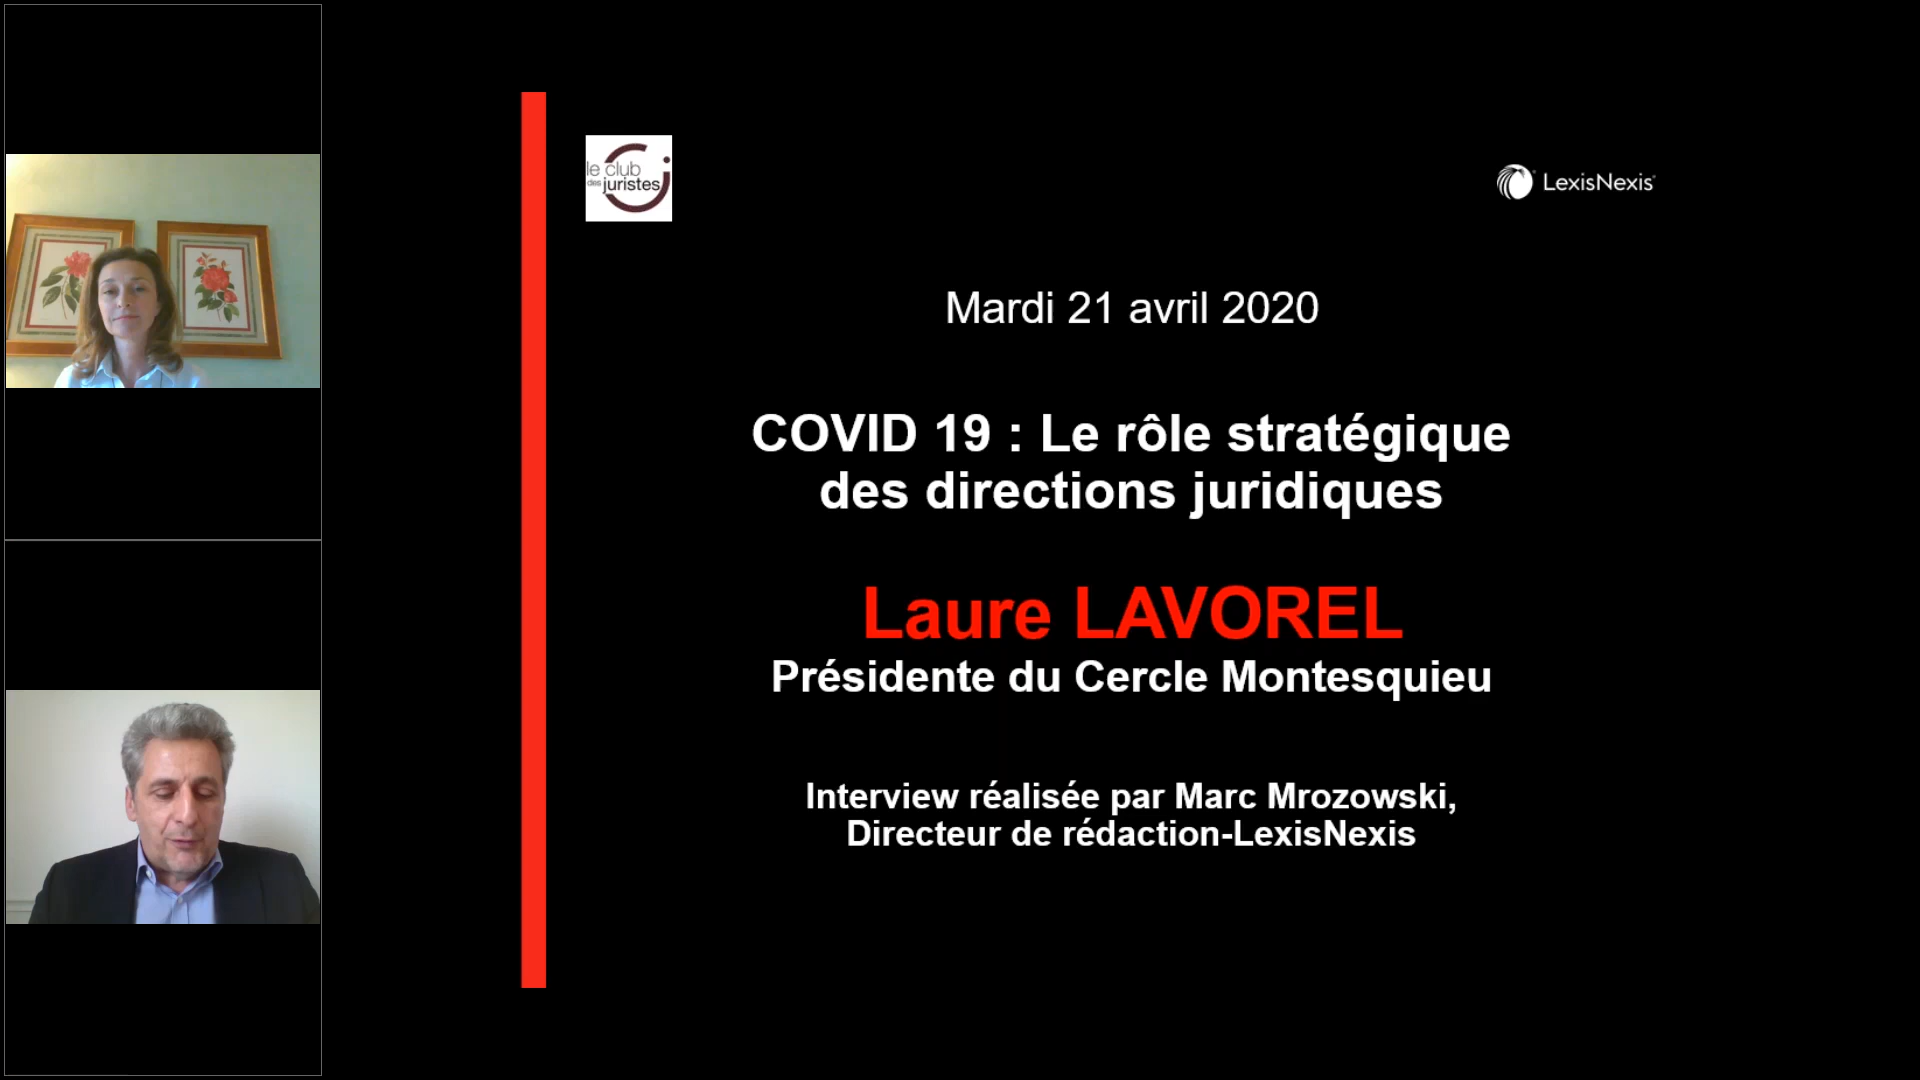 le club
des juristes
LexisNexis
Mardi 21 avril 2020
COVID 19 : Le rôle stratégique
des directions juridiques
Laure LAVOREL
Présidente du Cercle Montesquieu
Interview réalisée par Marc Mrozowski,
Directeur de rédaction-LexisNexis